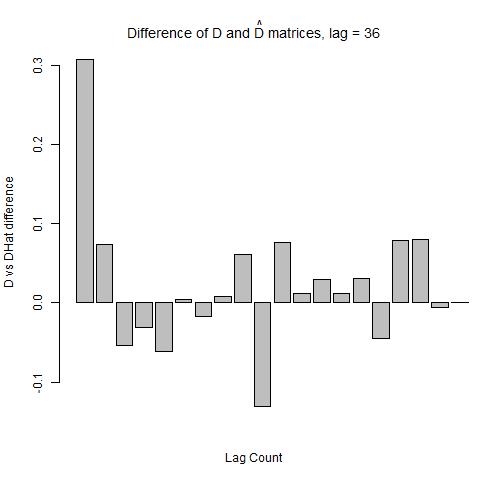 Difference of D and D̂ matrices, lag = 36
0.3
0.2
0.1
0.0
-0.1
D vs DHat difference
Lag Count